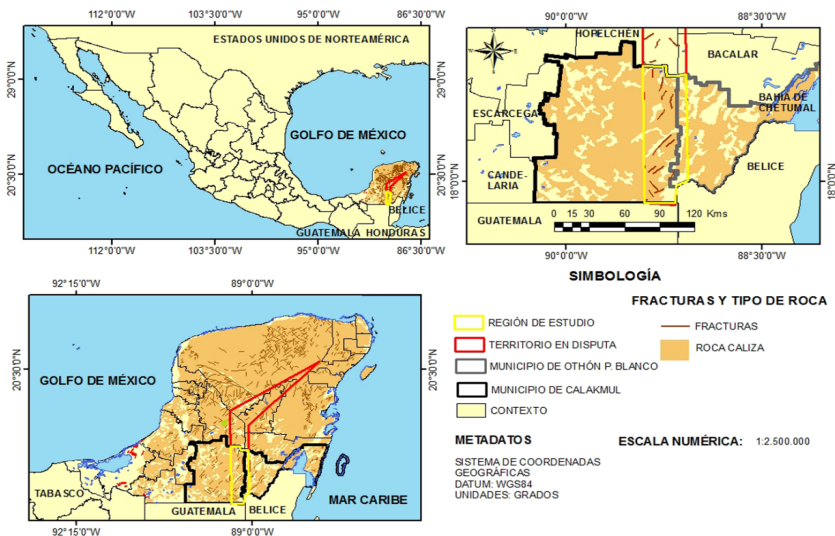 112°0'0"W 103°30'0"W 95°0'0"W 86°30'0"W
ESTADOS UNIDOS DE NORTEAMÉRICA
29°0'0"N
GOLFO DE MÉXICO
OCÉANO PACÍFICO
20°30'0"N
BELICE
GUATEMALA HONDURAS
112°0'0"W 103°30'0"W 95°0'0"W 86°30'0"W
90°0'0"W 88°30'0"W
HOPELCHÉN
BACALAR
ESCARCEGA
BAHÍA DE
CHETUMAL
BELICE
CANDE-
LARIA
18°0'0"N 18°0'0"N
GUATEMALA
0 15 30 60 90 120 Kms
90°0'0"W 88°30'0"W
92°15'0"W 89°0'0"W
GOLFO DE MÉXICO
20°30'0"N 20°30'0"N
TABASCO
GUATEMALA BELICE
MAR CARIBE
92°15'0"W 89°0'0"W
SIMBOLOGÍA
FRACTURAS Y TIPO DE ROCA
REGIÓN DE ESTUDIO
TERRITORIO EN DISPUTA
MUNICIPIO DE OTHÓN P. BLANCO
MUNICIPIO DE CALAKMUL
CONTEXTO
FRACTURAS
ROCA CALIZA
METADATOS
SISTEMA DE COORDENADAS
GEOGRÁFICAS
DATUM: WGS84
UNIDADES: GRADOS
ESCALA NUMÉRICA: 1:2.500.000